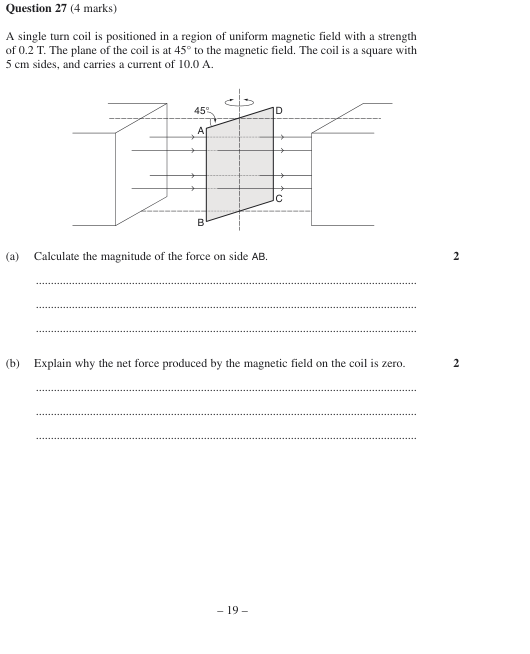 Question 27 (4 marks)
A single turn coil is positioned in a region of uniform magnetic field with a strength
of 0.2 T. The plane of the coil is at 45° to the magnetic field. The coil is a square with
5 cm sides, and carries a current of 10.0 A.
45°
D
A
C
B
(a) Calculate the magnitude of the force on side AB. 2
(b) Explain why the net force produced by the magnetic field on the coil is zero. 2
– 19 –